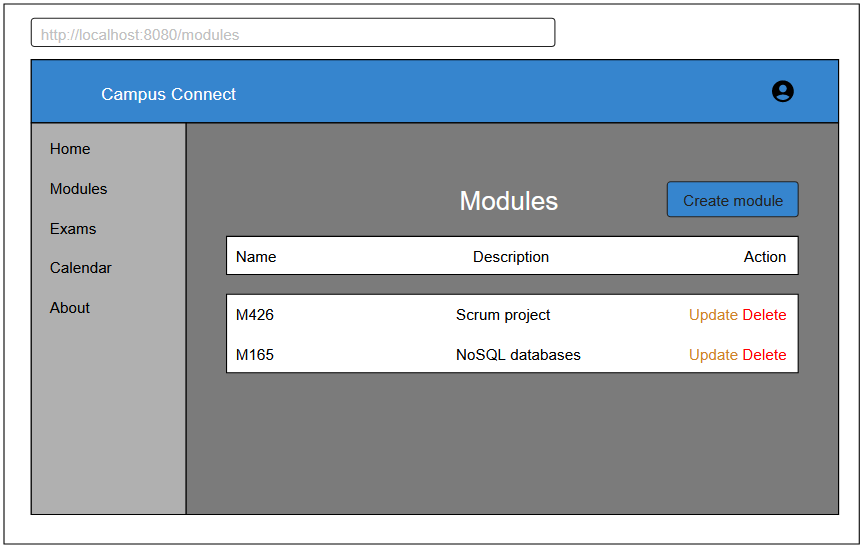 http://localhost:8080/modules
Campus Connect
Home
Modules
Exams
Calendar
About
Modules
Create module
Name Description Action
M426 Scrum project Update Delete
M165 NoSQL databases Update Delete